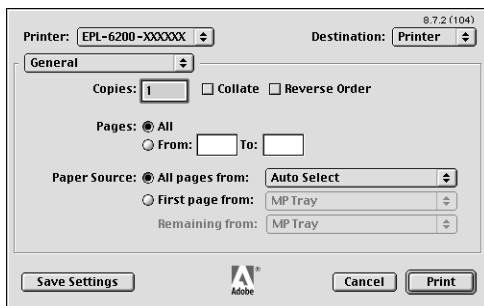 8.7.2 (104)
Printer: EPL-6200-XXXXXX Destination: Printer
General
Copies: 1 Collate Reverse Order
Pages: All
From: To:
Paper Source: All pages from: Auto Select
First page from: MP Tray
Remaining from: MP Tray
Save Settings Adobe ® Cancel Print